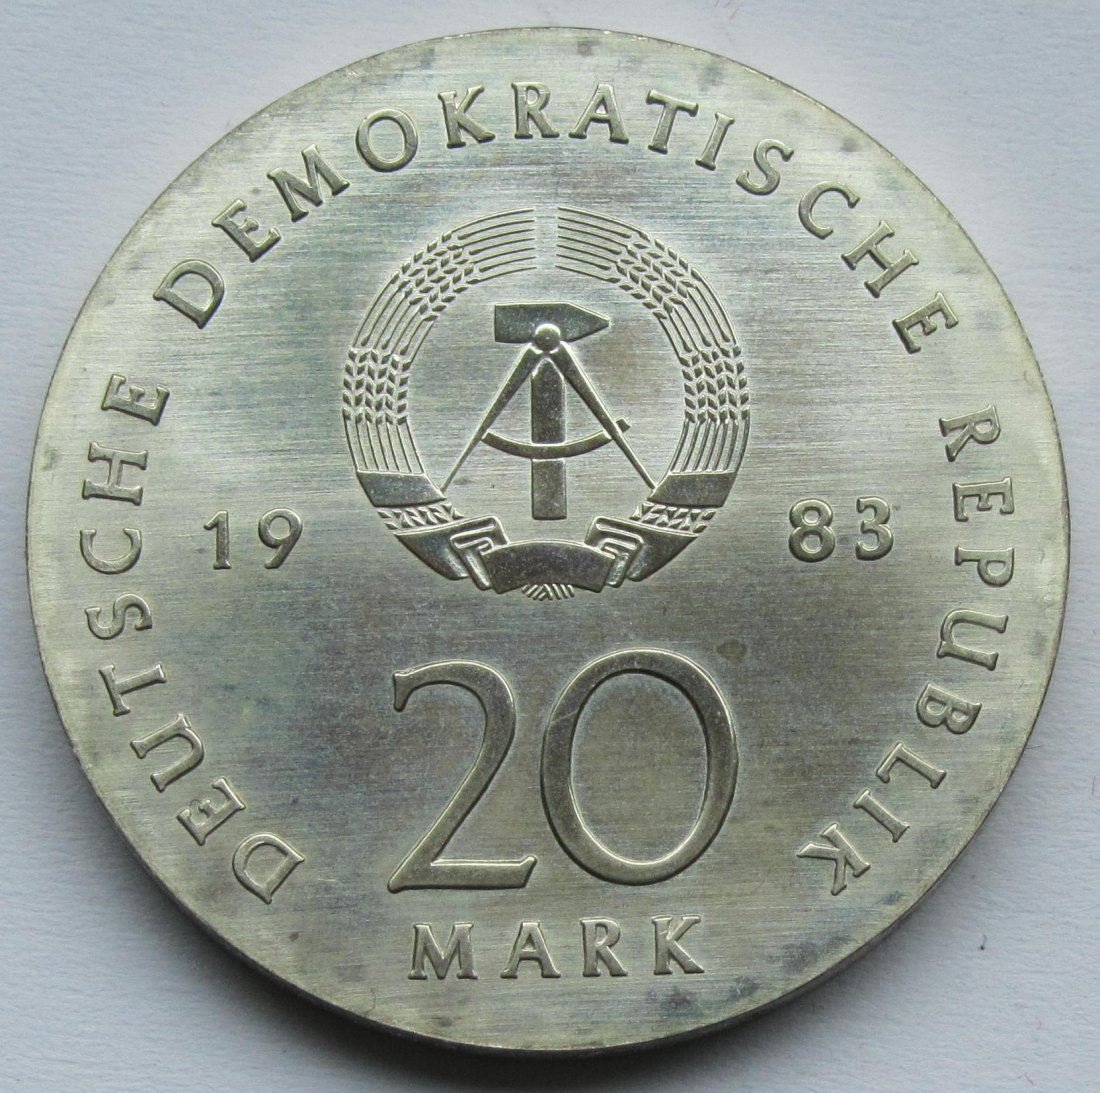 DEUTSCHE DEMOKRATISCHE REPUBLIK
19 83
20
MARK